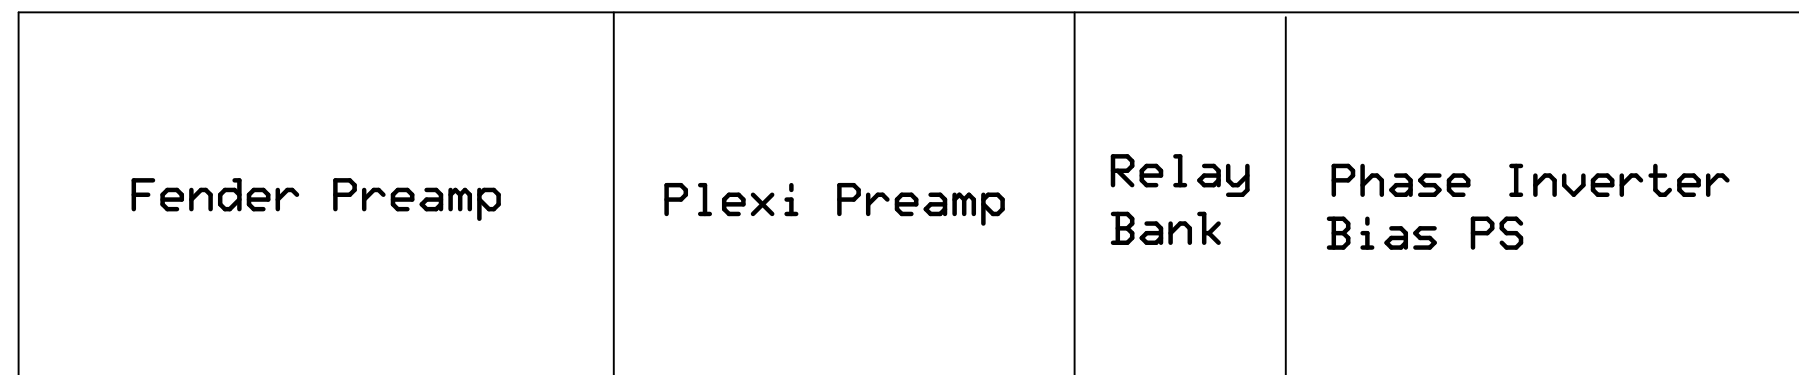 Fender Preamp
Plexi Preamp
Relay
Bank
Phase Inverter
Bias PS